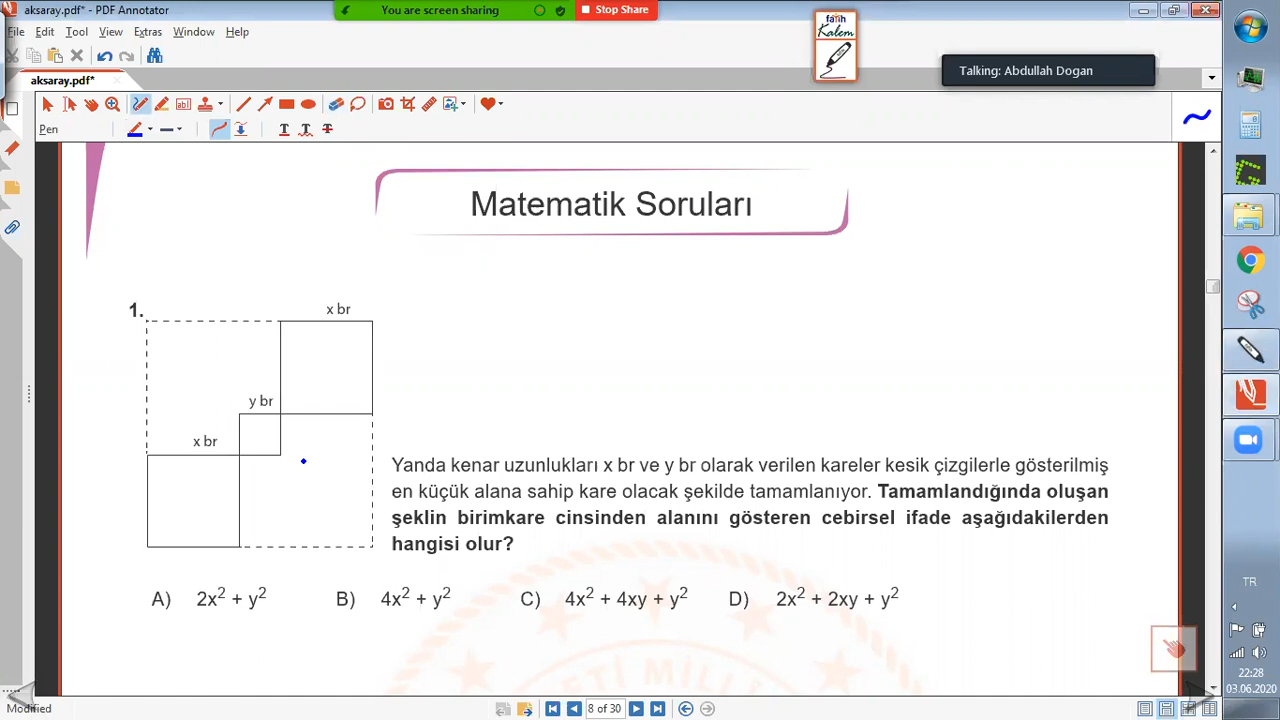 aksaray.pdf* - PDF Annotator
You are screen sharing
Stop Share
File Edit Tool View Extras Window Help
fatih
Kalem
Talking: Abdullah Dogan
aksaray.pdf*
Pen
Matematik Soruları
1.
x br
y br
x br
Yanda kenar uzunlukları x br ve y br olarak verilen kareler kesik çizgilerle gösterilmiş
en küçük alana sahip kare olacak şekilde tamamlanıyor. Tamamlandığında oluşan
şeklin birimkare cinsinden alanını gösteren cebirsel ifade aşağıdakilerden
hangisi olur?
A) 2x² + y² B) 4x² + y² C) 4x² + 4xy + y² D) 2x² + 2xy + y²
TR
22:28
03.06.2020
Modified
8 of 30